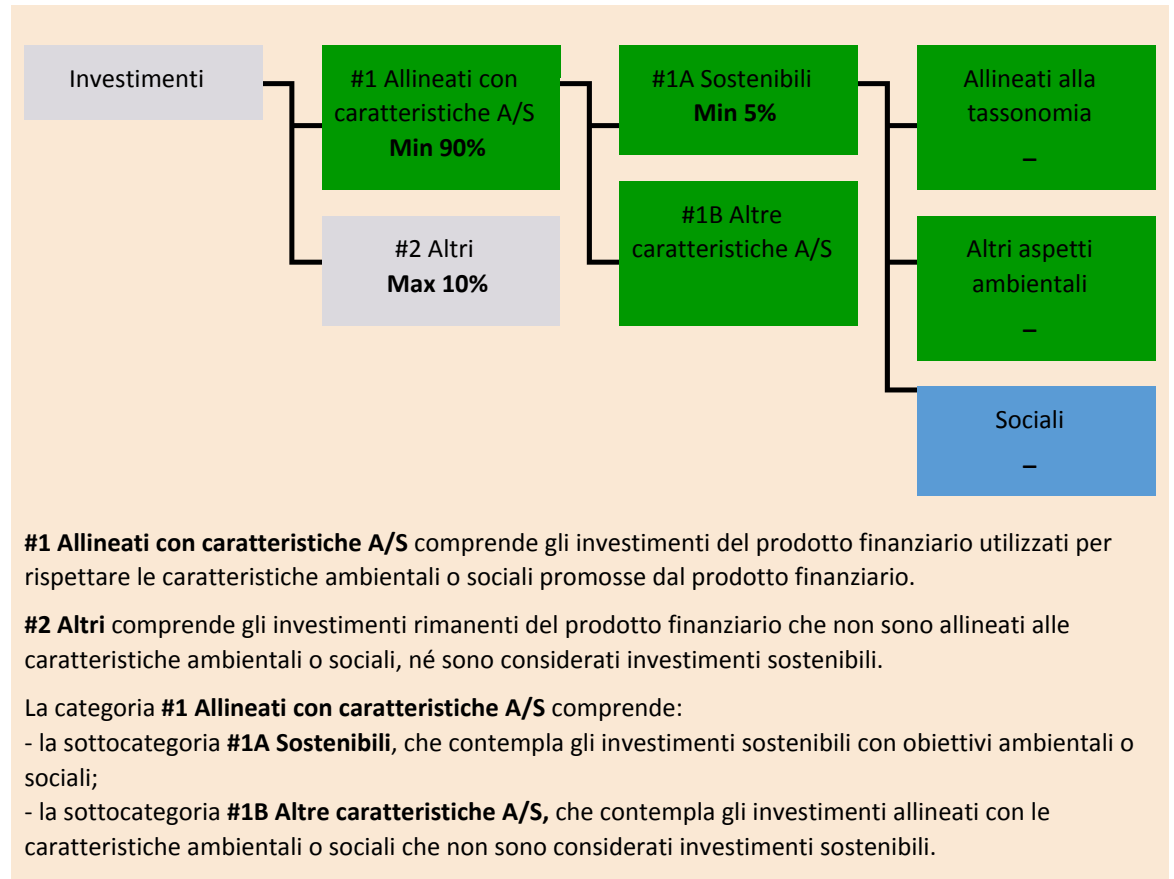 Investimenti
#1 Allineati con
caratteristiche A/S
Min 90%
#2 Altri
Max 10%
#1A Sostenibili
Min 5%
#1B Altre
caratteristiche A/S
Allineati alla
tassonomia
–
Altri aspetti
ambientali
–
Sociali
–
#1 Allineati con caratteristiche A/S comprende gli investimenti del prodotto finanziario utilizzati per
rispettare le caratteristiche ambientali o sociali promosse dal prodotto finanziario.
#2 Altri comprende gli investimenti rimanenti del prodotto finanziario che non sono allineati alle
caratteristiche ambientali o sociali, né sono considerati investimenti sostenibili.
La categoria #1 Allineati con caratteristiche A/S comprende:
- la sottocategoria #1A Sostenibili, che contempla gli investimenti sostenibili con obiettivi ambientali o
sociali;
- la sottocategoria #1B Altre caratteristiche A/S, che contempla gli investimenti allineati con le
caratteristiche ambientali o sociali che non sono considerati investimenti sostenibili.